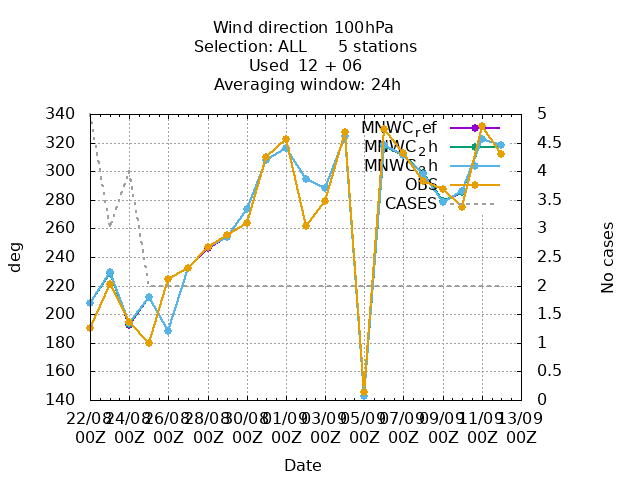 Wind direction 100hPa
Selection: ALL 5 stations
Used 12 + 06
Averaging window: 24h
340 320 300 280 260 240 220 200 180 160 140
deg
MNWC_ref
MNWC_2h
MNWC_3h
OBS
CASES
5 4.5 4 3.5 3 2.5 2 1.5 1 0.5 0
No cases
22/08 24/08 26/08 28/08 30/08 01/09 03/09 05/09 07/09 09/09 11/09 13/09
00Z 00Z 00Z 00Z 00Z 00Z 00Z 00Z 00Z 00Z 00Z 00Z
Date